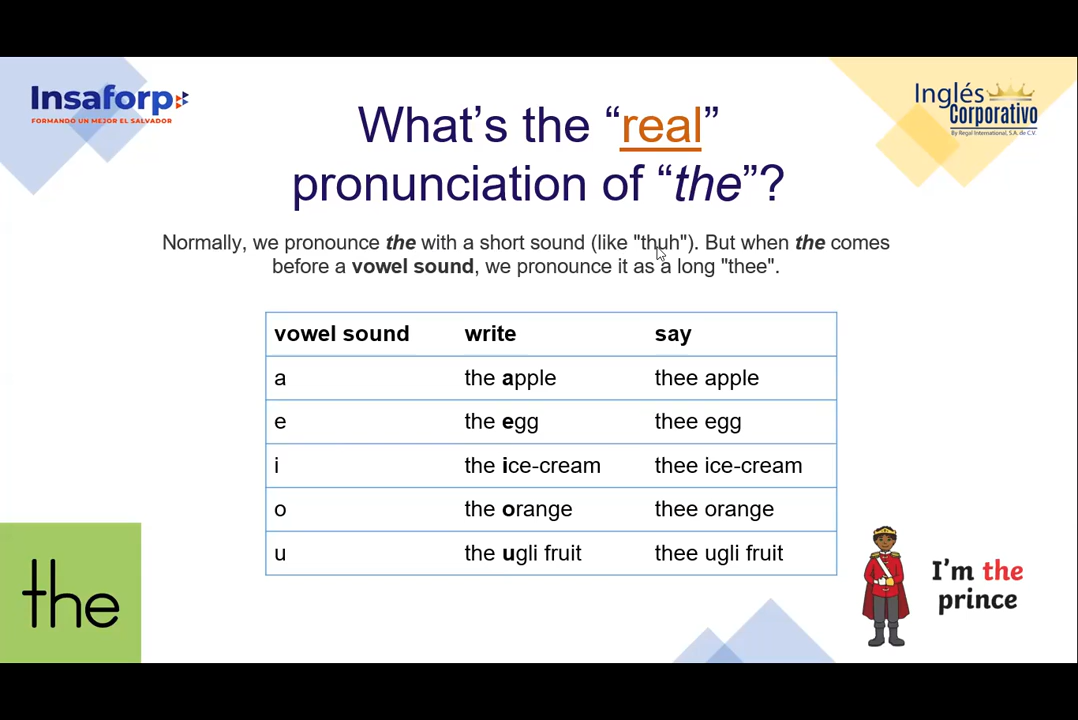 Insaforp
FORMANDO UN MEJOR EL SALVADOR
Inglés
Corporativo
By Regal International, S.A. de C.V.
What's the “real”
pronunciation of “the”?
Normally, we pronounce the with a short sound (like "thuh"). But when the comes
before a vowel sound, we pronounce it as a long "thee".
vowel sound write say
a the apple thee apple
e the egg thee egg
i the ice-cream thee ice-cream
o the orange thee orange
u the ugli fruit thee ugli fruit
the
I'm the
prince